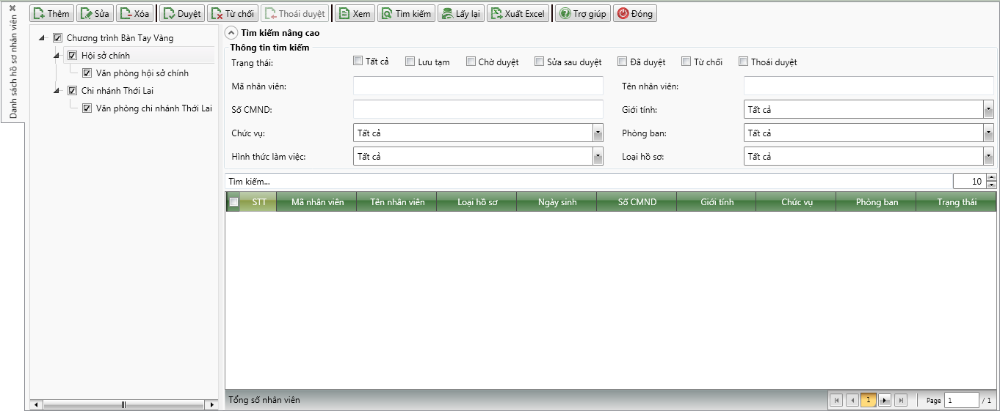 Danh sách hồ sơ nhân viên
Thêm Sửa Xóa Duyệt Từ chối Thoái duyệt Xem Tìm kiếm Lấy lại Xuất Excel Trợ giúp Đóng
Chương trình Bàn Tay Vàng
Hội sở chính
Văn phòng hội sở chính
Chi nhánh Thới Lai
Văn phòng chi nhánh Thới Lai
Tìm kiếm nâng cao
Thông tin tìm kiếm
Trạng thái: Tất cả Lưu tạm Chờ duyệt Sửa sau duyệt Đã duyệt Từ chối Thoái duyệt
Mã nhân viên: Tên nhân viên:
Số CMND: Giới tính: Tất cả
Chức vụ: Tất cả Phòng ban: Tất cả
Hình thức làm việc: Tất cả Loại hồ sơ: Tất cả
Tìm kiếm... 10
STT Mã nhân viên Tên nhân viên Loại hồ sơ Ngày sinh Số CMND Giới tính Chức vụ Phòng ban Trạng thái
Tổng số nhân viên 1 Page 1 / 1